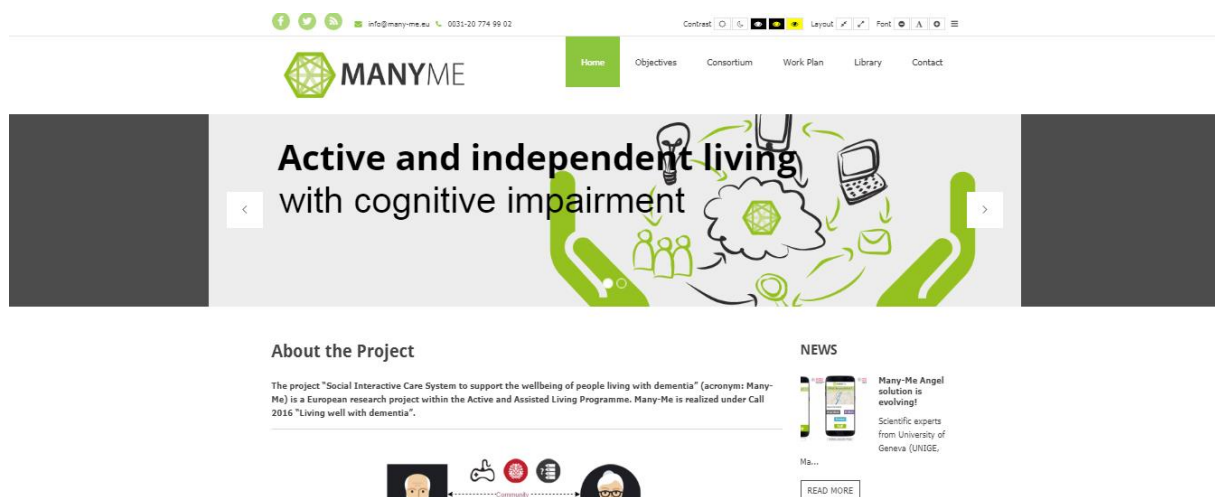 info@many-me.eu 0031-20 774 99 02 Contrast Layout Font A
MANYME
Home Objectives Consortium Work Plan Library Contact
Active and independent living
with cognitive impairment
About the Project
The project "Social Interactive Care System to support the wellbeing of people living with dementia" (acronym: Many-
Me) is a European research project within the Active and Assisted Living Programme. Many-Me is realized under Call
2016 "Living well with dementia".
Community
NEWS
Many-Me Angel
solution is
evolving!
Scientific experts
from University of
Geneva (UNIGE,
Ma...
READ MORE